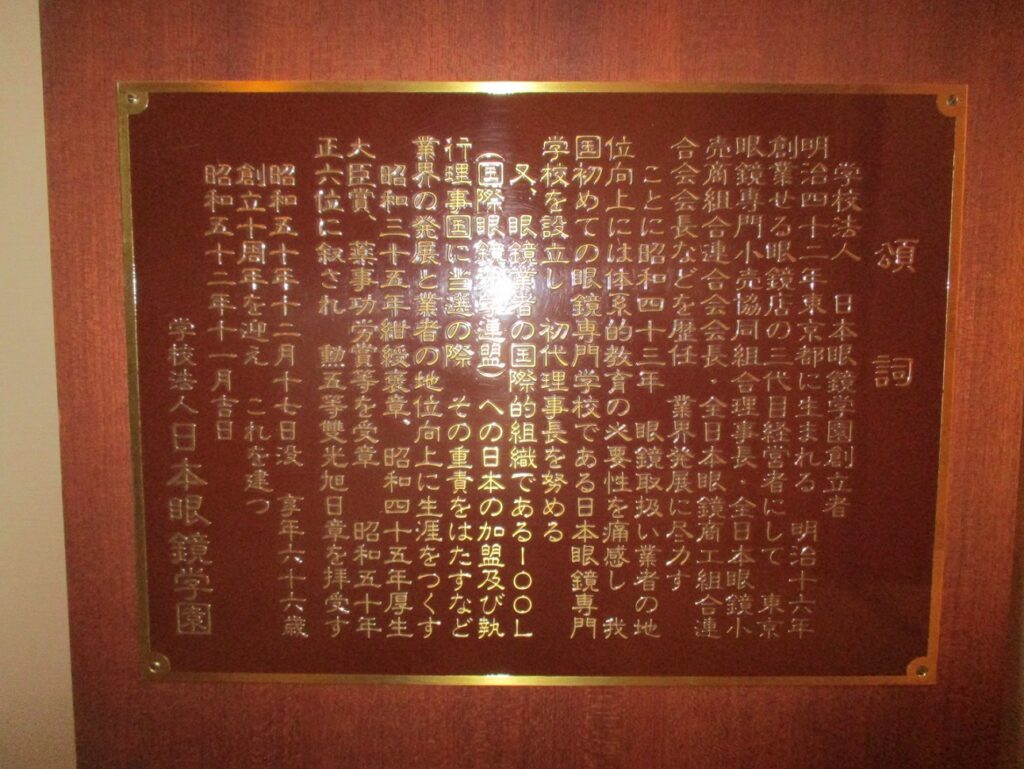 頌詞
学校法人 日本眼鏡学園創立者
明治四十二年東京都に生まれる 明治十六年
創業せる眼鏡店の三代目経営者にして 東京
眼鏡専門小売協同組合理事長・全日本眼鏡小
売商組合連合会会長・全日本眼鏡商工組合連
合会会長などを歴任 業界発展に尽力す
ことに昭和四十三年 眼鏡取扱い業者の地
位向上には体系的教育の必要性を痛感し 我
国初めての眼鏡専門学校である日本眼鏡専門
学校を設立し 初代理事長を努める
又、眼鏡業者の国際的組織であるIOOL
(国際眼鏡学連盟)への日本の加盟及び執
行理事国に当選の際 その重責をはたすなど
業界の発展と業者の地位向上に生涯をつくす
昭和三十五年紺綬褒章、昭和四十五年厚生
大臣賞、薬事功労賞等を受章 昭和五十年
正六位に叙され 勲五等雙光旭日章を拝受す
昭和五十年十二月十七日没 享年六十六歳
創立十周年を迎え これを建つ
昭和五十二年十一月吉日
学校法人日本眼鏡学園